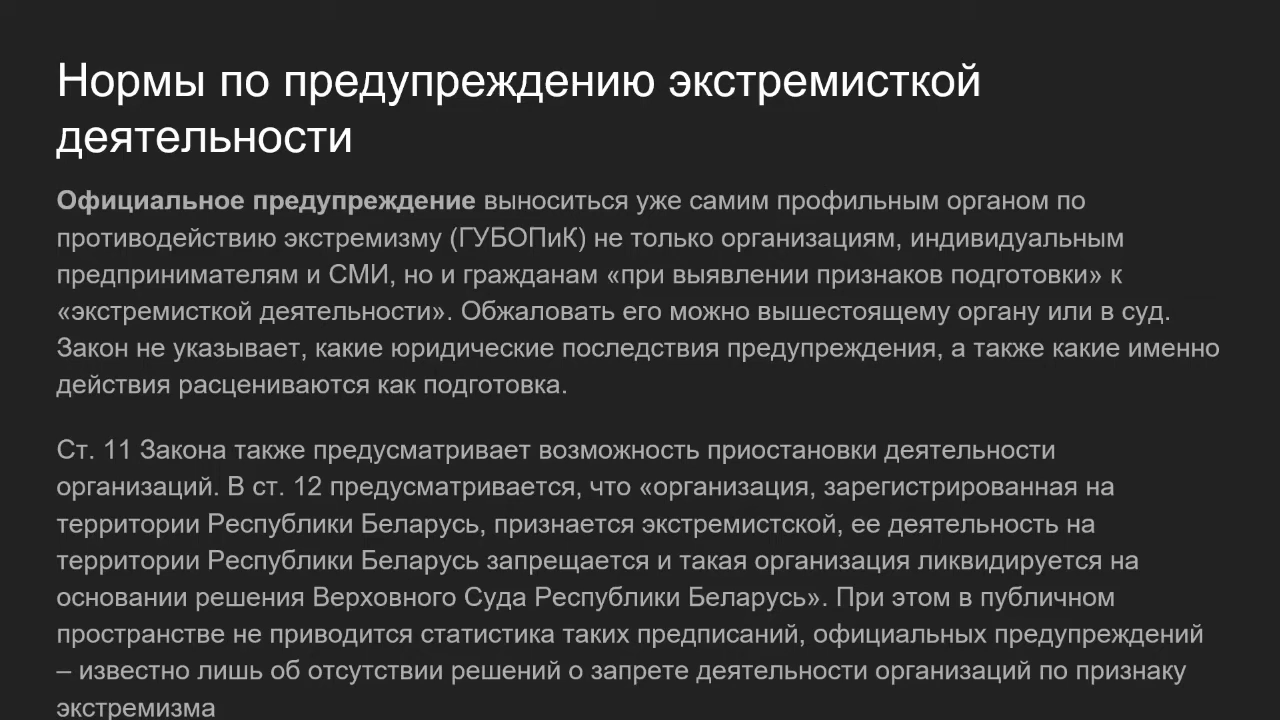 Нормы по предупреждению экстремисткой
деятельности
Официальное предупреждение выноситься уже самим профильным органом по
противодействию экстремизму (ГУБОПиК) не только организациям, индивидуальным
предпринимателям и СМИ, но и гражданам «при выявлении признаков подготовки» к
«экстремисткой деятельности». Обжаловать его можно вышестоящему органу или в суд.
Закон не указывает, какие юридические последствия предупреждения, а также какие именно
действия расцениваются как подготовка.
Ст. 11 Закона также предусматривает возможность приостановки деятельности
организаций. В ст. 12 предусматривается, что «организация, зарегистрированная на
территории Республики Беларусь, признается экстремистской, ее деятельность на
территории Республики Беларусь запрещается и такая организация ликвидируется на
основании решения Верховного Суда Республики Беларусь». При этом в публичном
пространстве не приводится статистика таких предписаний, официальных предупреждений
– известно лишь об отсутствии решений о запрете деятельности организаций по признаку
экстремизма